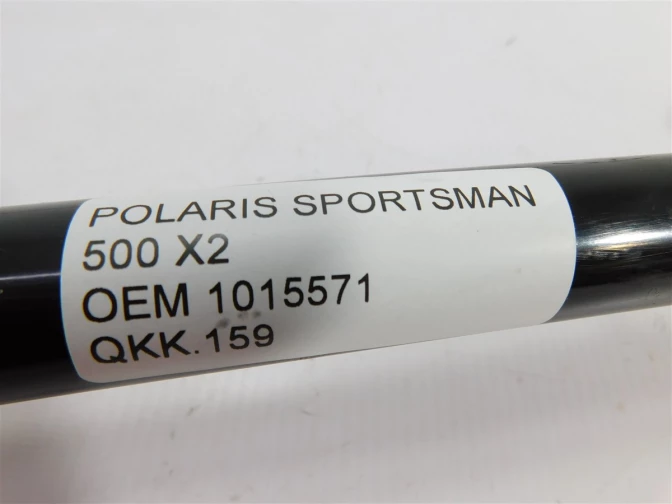 POLARIS SPORTSMAN
500 X2
OEM 1015571
QKK.159